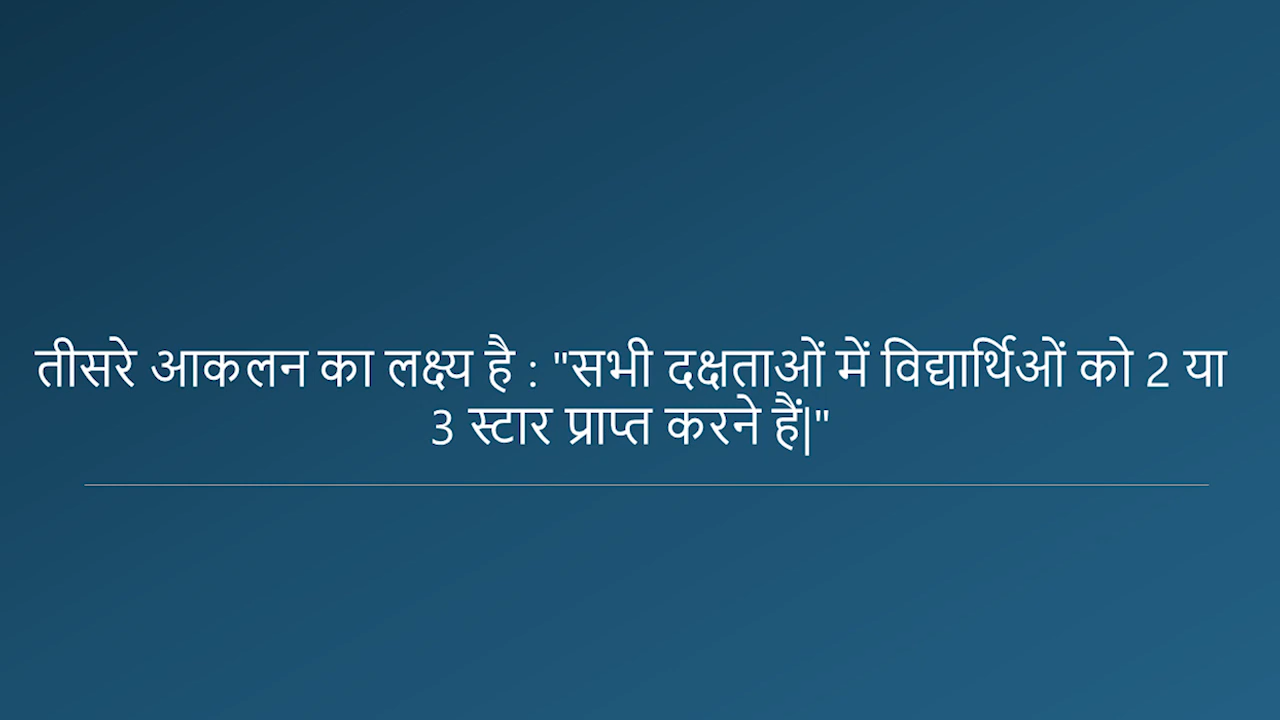 तीसरे आकलन का लक्ष्य है : "सभी दक्षताओं में विद्यार्थिओं को 2 या
3 स्टार प्राप्त करने हैं|"